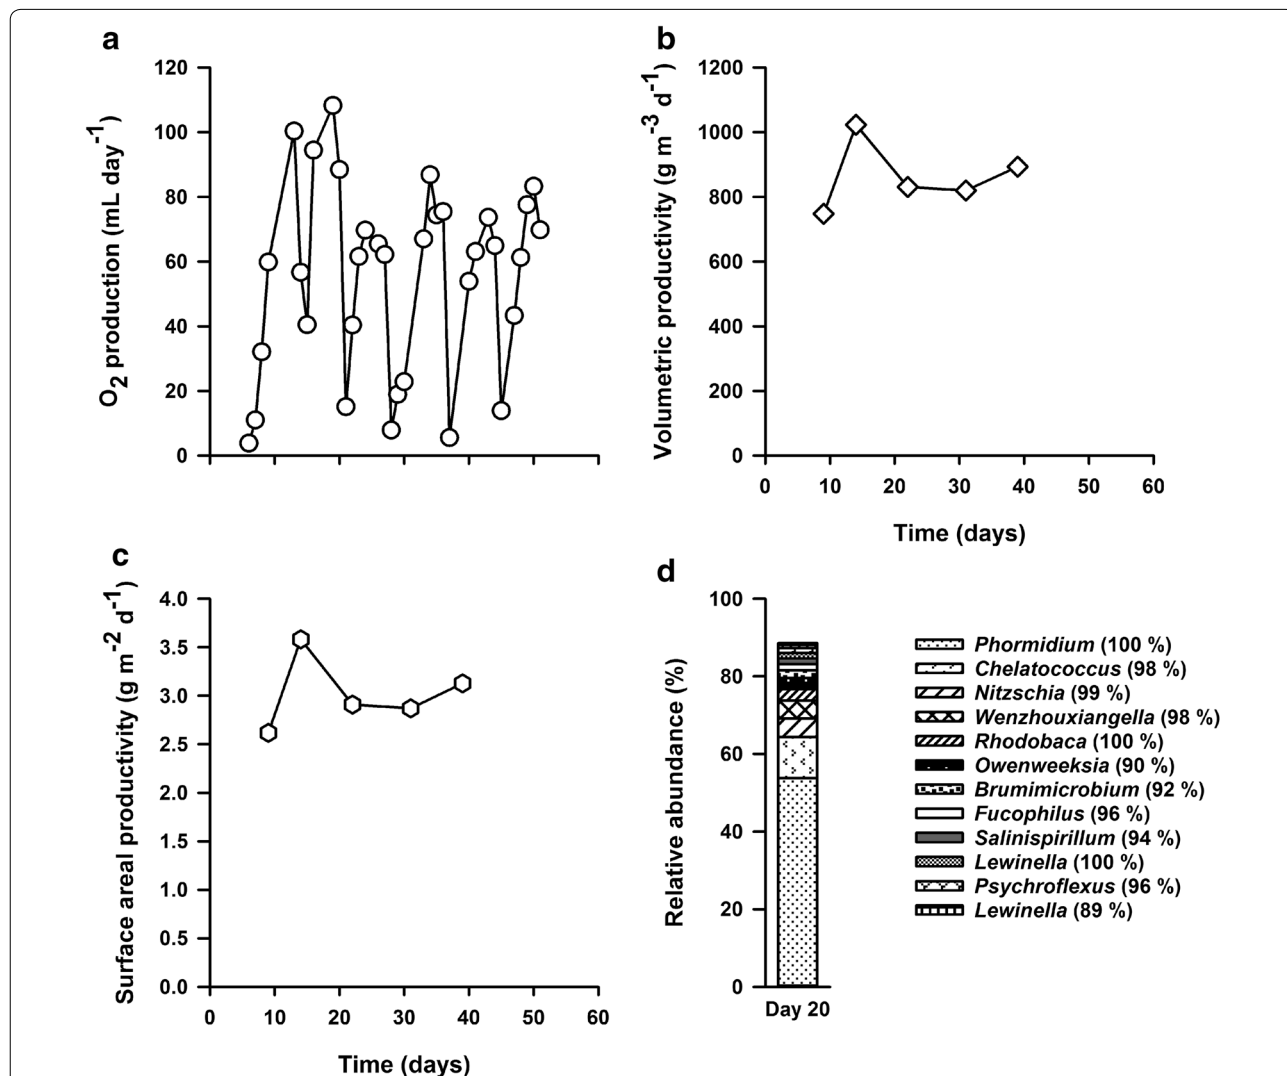 a
O2 production (mL day-1)
120
100
80
60
40
20
0
b
Volumetric productivity (g m-3 d-1)
1200
1000
800
600
400
200
0
0 10 20 30 40 50 60
Time (days)
c
Surface areal productivity (g m-2 d-1)
4.0
3.5
3.0
2.5
2.0
1.5
1.0
0.5
0.0
0 10 20 30 40 50 60
Time (days)
d
Relative abundance (%)
100
80
60
40
20
0
Day 20
Phormidium (100 %)
Chelatococcus (98 %)
Nitzschia (99 %)
Wenzhouxiangella (98 %)
Rhodobaca (100 %)
Owenweeksia (90 %)
Brumimicrobium (92 %)
Fucophilus (96 %)
Salinispirillum (94 %)
Lewinella (100 %)
Psychroflexus (96 %)
Lewinella (89 %)